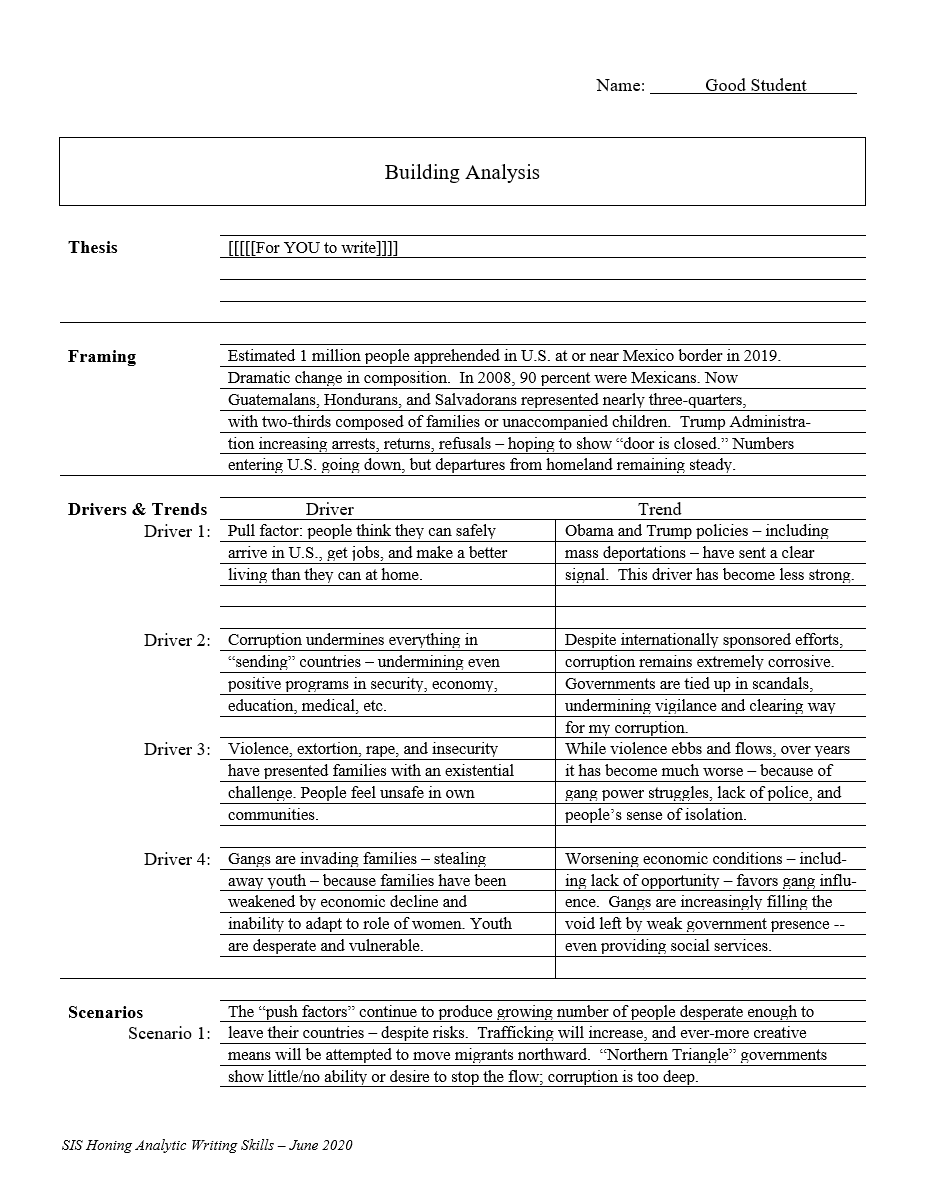 Name: Good Student
Building Analysis
Thesis [[[[[For YOU to write]]]]
Framing Estimated 1 million people apprehended in U.S. at or near Mexico border in 2019.
Dramatic change in composition. In 2008, 90 percent were Mexicans. Now
Guatemalans, Hondurans, and Salvadorans represented nearly three-quarters,
with two-thirds composed of families or unaccompanied children. Trump Administra-
tion increasing arrests, returns, refusals – hoping to show “door is closed.” Numbers
entering U.S. going down, but departures from homeland remaining steady.
Drivers & Trends Driver Trend
Driver 1: Pull factor: people think they can safely Obama and Trump policies – including
arrive in U.S., get jobs, and make a better mass deportations – have sent a clear
living than they can at home. signal. This driver has become less strong.
Driver 2: Corruption undermines everything in Despite internationally sponsored efforts,
“sending” countries – undermining even corruption remains extremely corrosive.
positive programs in security, economy, Governments are tied up in scandals,
education, medical, etc. undermining vigilance and clearing way
for my corruption.
Driver 3: Violence, extortion, rape, and insecurity While violence ebbs and flows, over years
have presented families with an existential it has become much worse – because of
challenge. People feel unsafe in own gang power struggles, lack of police, and
communities. people’s sense of isolation.
Driver 4: Gangs are invading families – stealing Worsening economic conditions – includ-
away youth – because families have been ing lack of opportunity – favors gang influ-
weakened by economic decline and ence. Gangs are increasingly filling the
inability to adapt to role of women. Youth void left by weak government presence --
are desperate and vulnerable. even providing social services.
Scenarios The “push factors” continue to produce growing number of people desperate enough to
Scenario 1: leave their countries – despite risks. Trafficking will increase, and ever-more creative
means will be attempted to move migrants northward. “Northern Triangle” governments
show little/no ability or desire to stop the flow; corruption is too deep.
SIS Honing Analytic Writing Skills – June 2020